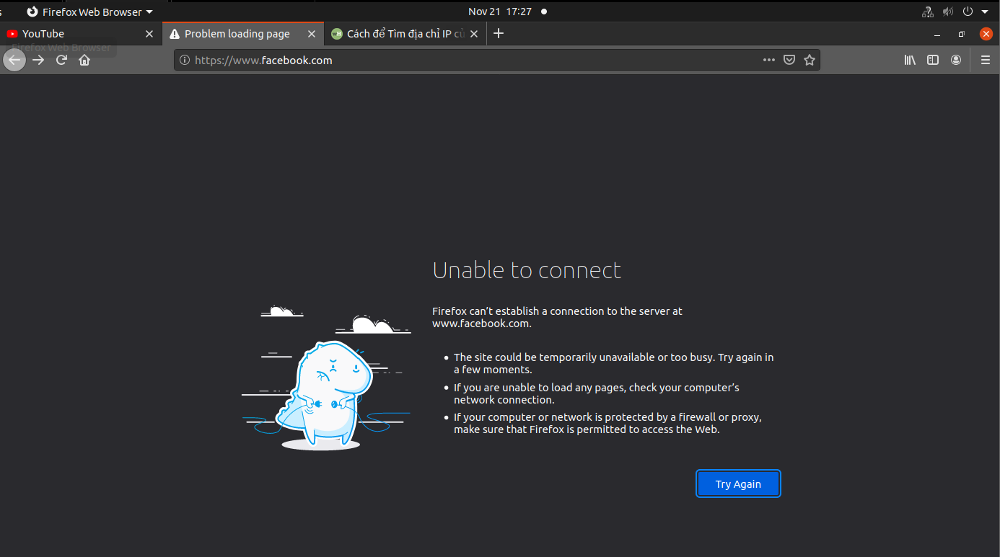 s Firefox Web Browser Nov 21 17:27
YouTube Problem loading page Cách để Tìm địa chỉ IP củ
Firefox Web Browser
https://www.facebook.com
Unable to connect
Firefox can’t establish a connection to the server at
www.facebook.com.
The site could be temporarily unavailable or too busy. Try again in
a few moments.
If you are unable to load any pages, check your computer’s
network connection.
If your computer or network is protected by a firewall or proxy,
make sure that Firefox is permitted to access the Web.
Try Again